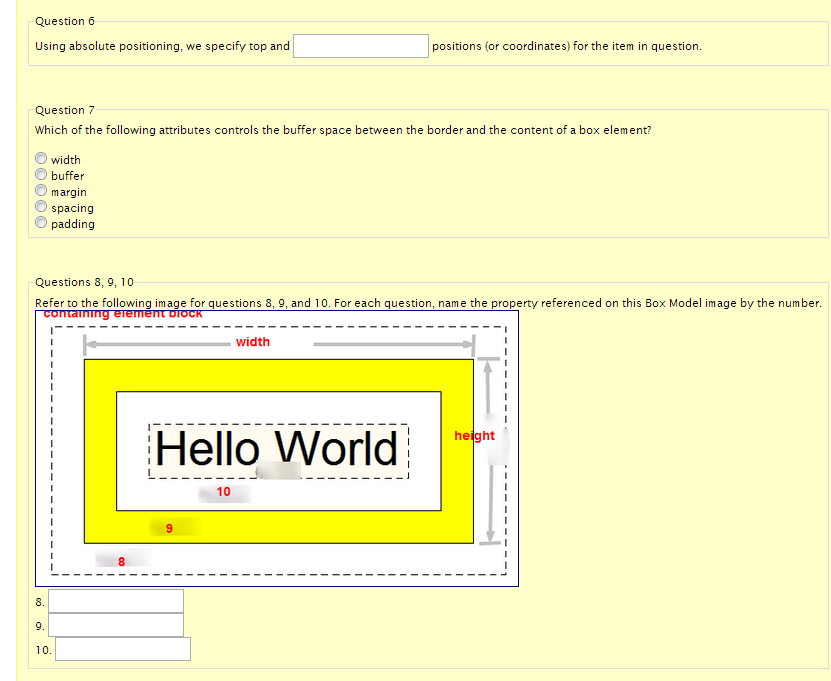 Question 6
Using absolute positioning, we specify top and positions (or coordinates) for the item in question.
Question 7
Which of the following attributes controls the buffer space between the border and the content of a box element?
width
buffer
margin
spacing
padding
Questions 8, 9, 10
Refer to the following image for questions 8, 9, and 10. For each question, name the property referenced on this Box Model image by the number.
containing element block
width
Hello World
height
10
9
8
8.
9.
10.